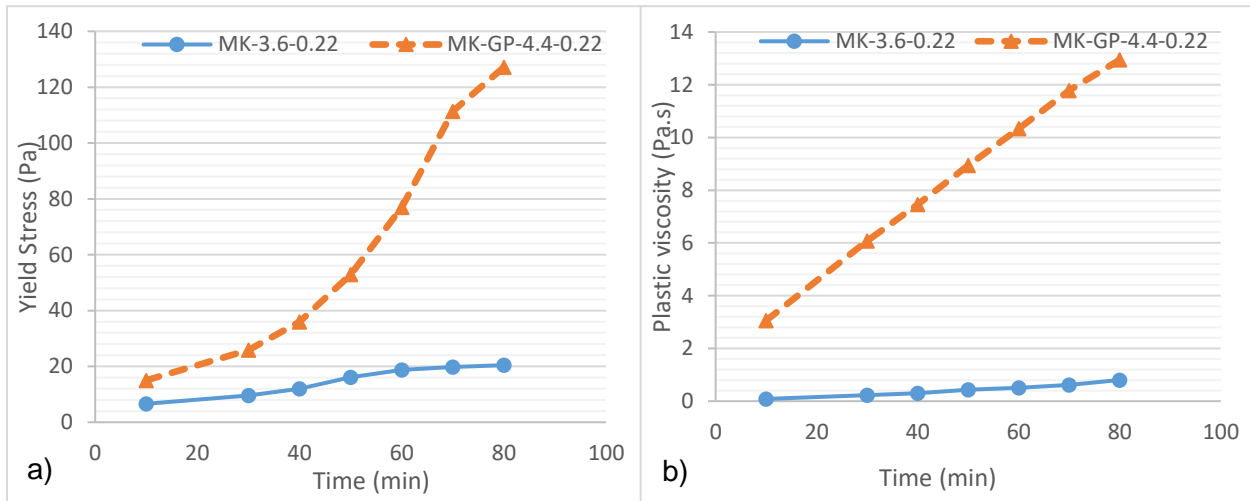 MK-3.6-0.22 MK-GP-4.4-0.22
140
120
100
80
60
40
20
0
Yield Stress (Pa)
0 20 40 60 80 100
Time (min)
a)
MK-3.6-0.22 MK-GP-4.4-0.22
14
12
10
8
6
4
2
0
Plastic viscosity (Pa.s)
0 20 40 60 80 100
Time (min)
b)